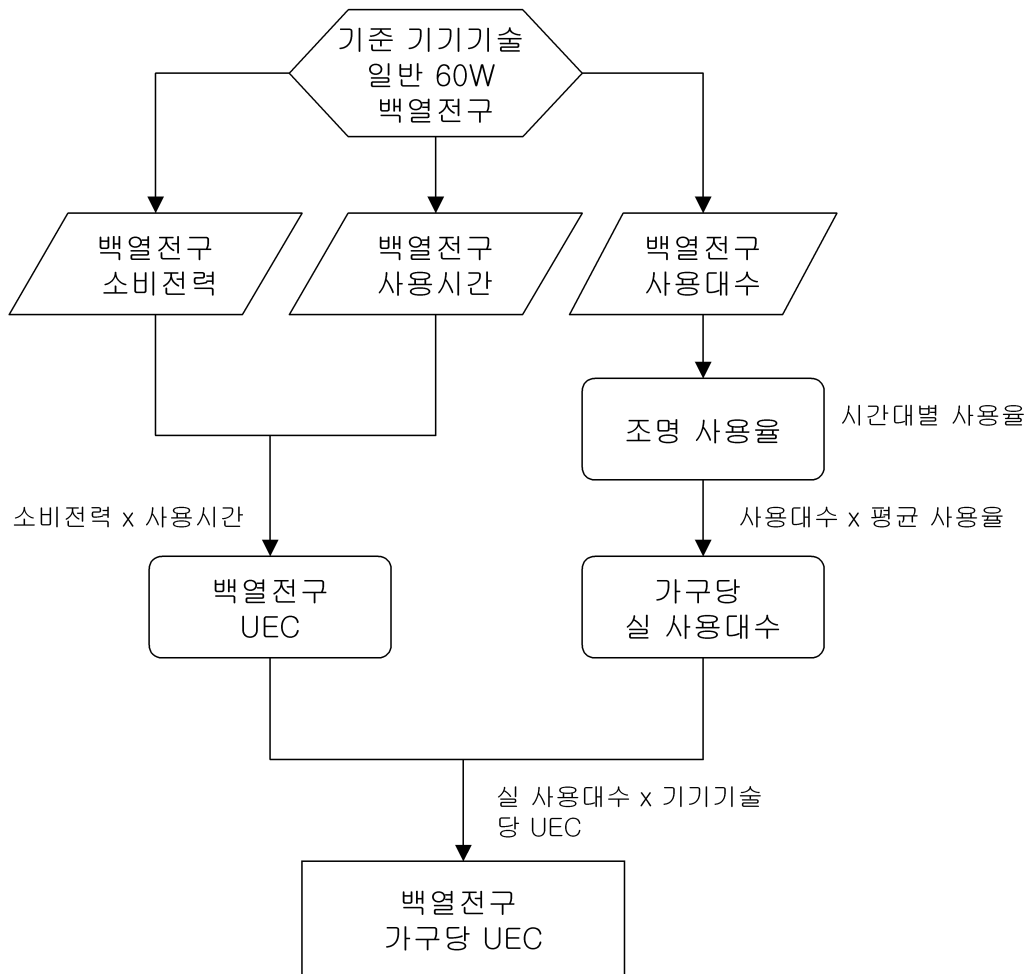 기준 기기기술
일반 60W
백열전구
백열전구
소비전력
백열전구
사용시간
백열전구
사용대수
조명 사용율
시간대별 사용율
소비전력 x 사용시간
사용대수 x 평균 사용율
백열전구
UEC
가구당
실 사용대수
실 사용대수 x 기기기술
당 UEC
백열전구
가구당 UEC